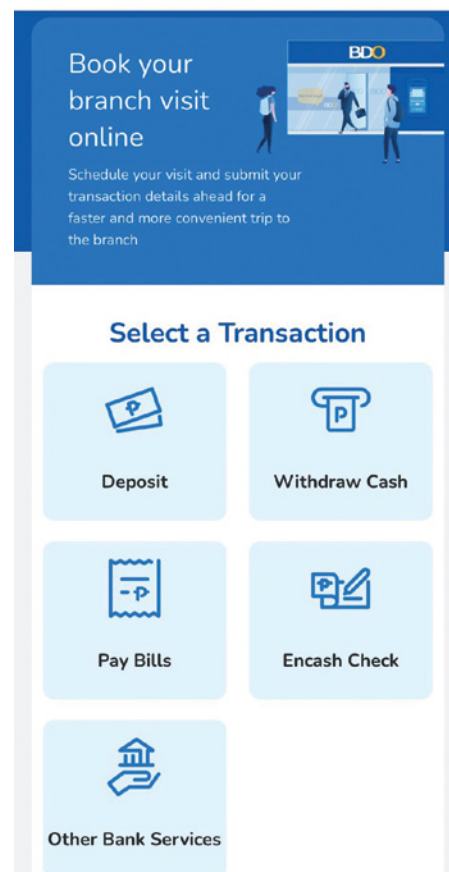 Book your
branch visit
online
BDO
Schedule your visit and submit your
transaction details ahead for a
faster and more convenient trip to
the branch
Select a Transaction
Deposit
Withdraw Cash
Pay Bills
Encash Check
Other Bank Services